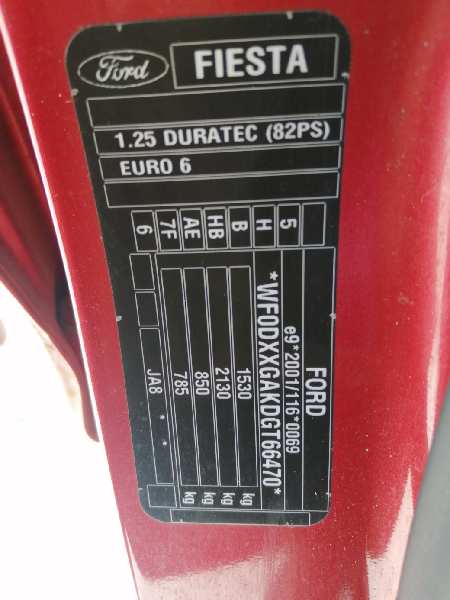 Ford FIESTA
1.25 DURATEC (82PS)
EURO 6
FORD
e9*2001/116*0069
*WF0DXXGAKDGT66470*
1530 kg
2130 kg
850 kg
785 kg
5 H B HB AE 7F 6
JA8 * *